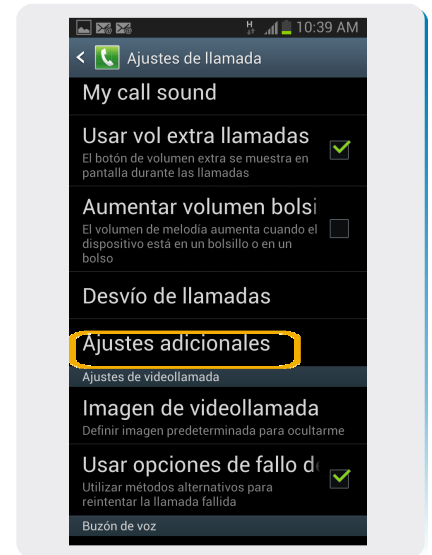 H
10:39 AM
Ajustes de llamada
My call sound
Usar vol extra llamadas
El botón de volumen extra se muestra en
pantalla durante las llamadas
Aumentar volumen bolsi
El volumen de melodía aumenta cuando el
dispositivo está en un bolsillo o en un
bolso
Desvío de llamadas
Ajustes adicionales
Ajustes de videollamada
Imagen de videollamada
Definir imagen predeterminada para ocultarme
Usar opciones de fallo d
Utilizar métodos alternativos para
reintentar la llamada fallida
Buzón de voz